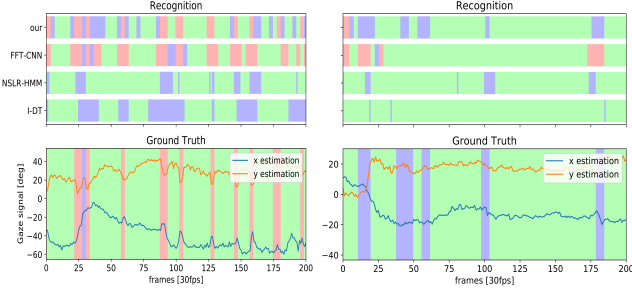 Recognition
our
FFT-CNN
NSLR-HMM
I-DT
Ground Truth
Gaze signal [deg]
40
20
0
−20
−40
−60
x estimation
y estimation
0 25 50 75 100 125 150 175 200
frames [30fps]
Recognition
Ground Truth
20
0
−20
−40
x estimation
y estimation
0 25 50 75 100 125 150 175 200
frames [30fps]